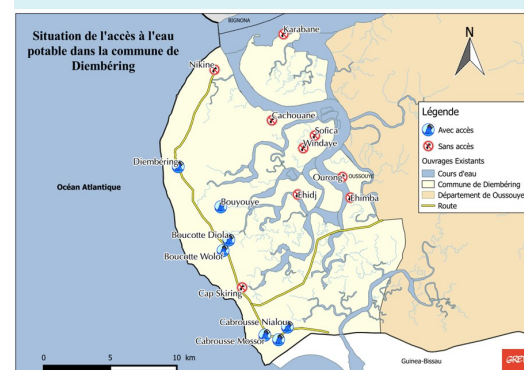 Situation de l'accès à l'eau
potable dans la commune de
Diembéring
BIGNONA
Karabane
N
Nikine
Cachouane
Sofica
Windaye
Diembéring
Ourong
OUSSOUYE
Ehidj
Ehimba
Océan Atlantique
Bouyouye
Boucotte Diola
Boucotte Wolof
Cap Skiring
Cabrousse Nialou
Cabrousse Mossor
Légende
Avec accès
Sans accès
Ouvrages Existants
Cours d'eau
Commune de Diembéring
Département de Oussouye
Route
0 5 10 km
Guinea-Bissau